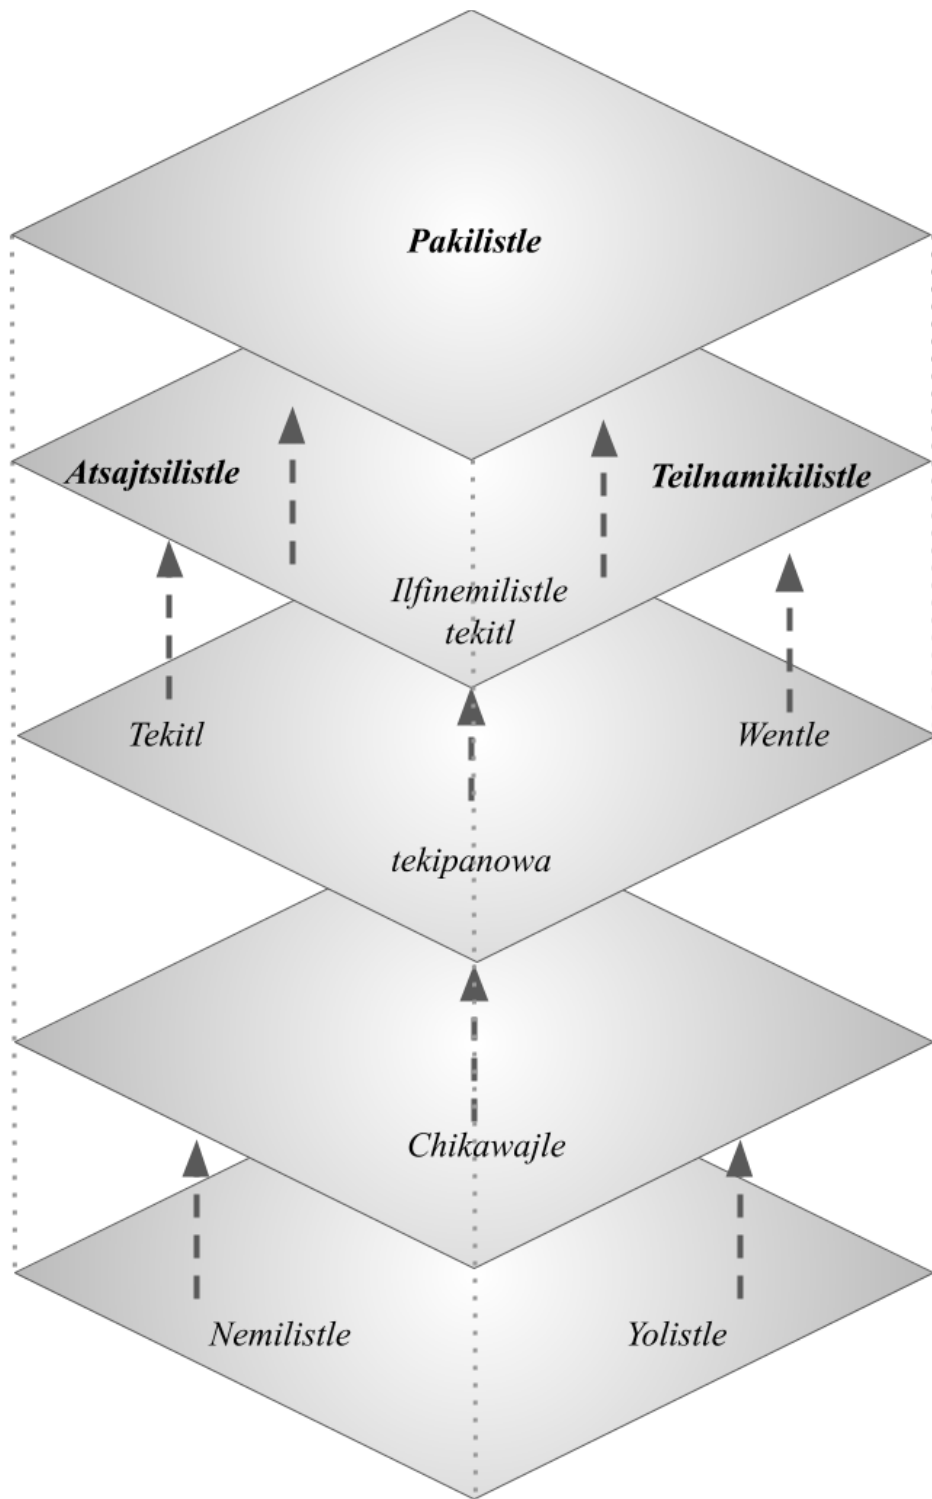 Pakilistle
Atsajtsilistle
Teilnamikilistle
Ilfinemilistle
tekitl
Tekitl
Wentle
tekipanowa
Chikawajle
Nemilistle
Yolistle